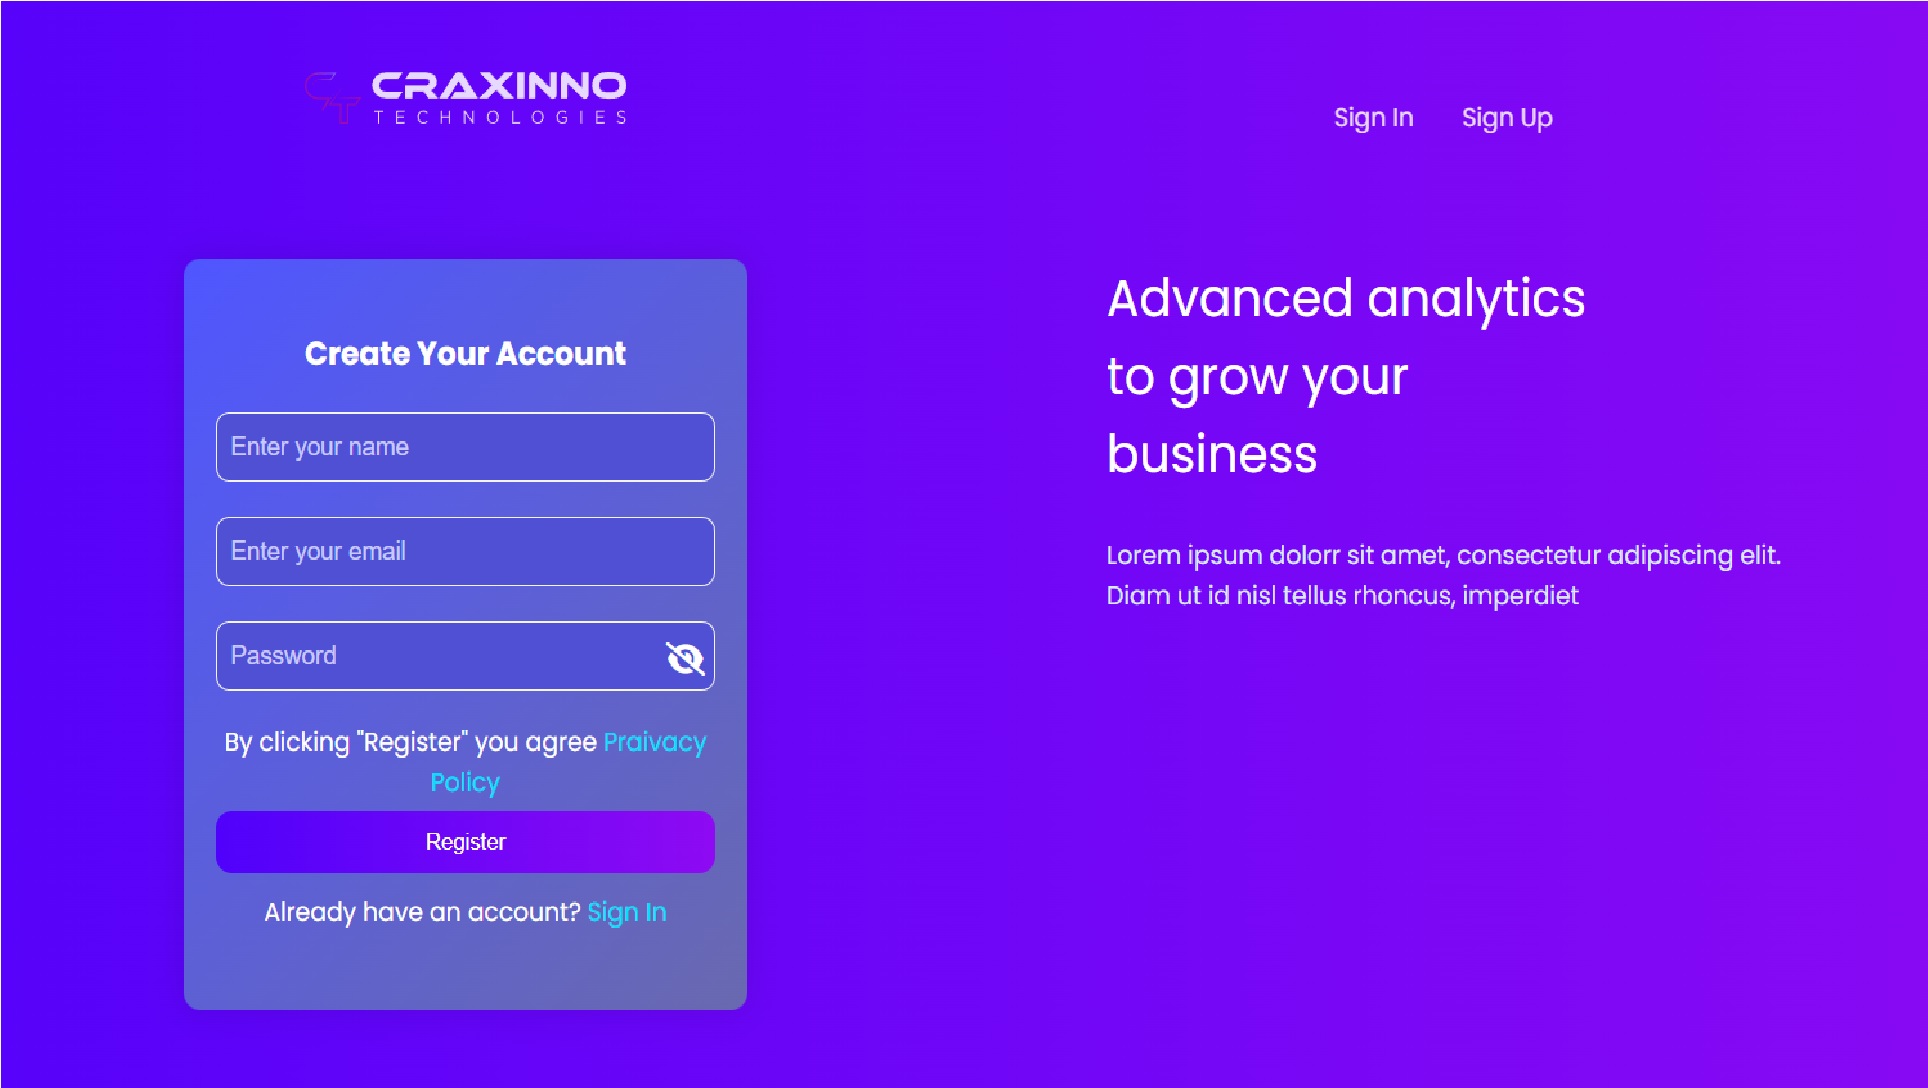 CRAXINNO
TECHNOLOGIES
Sign In Sign Up
Create Your Account
Enter your name
Enter your email
Password
By clicking "Register" you agree Praivacy
Policy
Register
Already have an account? Sign In
Advanced analytics
to grow your
business
Lorem ipsum dolorr sit amet, consectetur adipiscing elit.
Diam ut id nisl tellus rhoncus, imperdiet